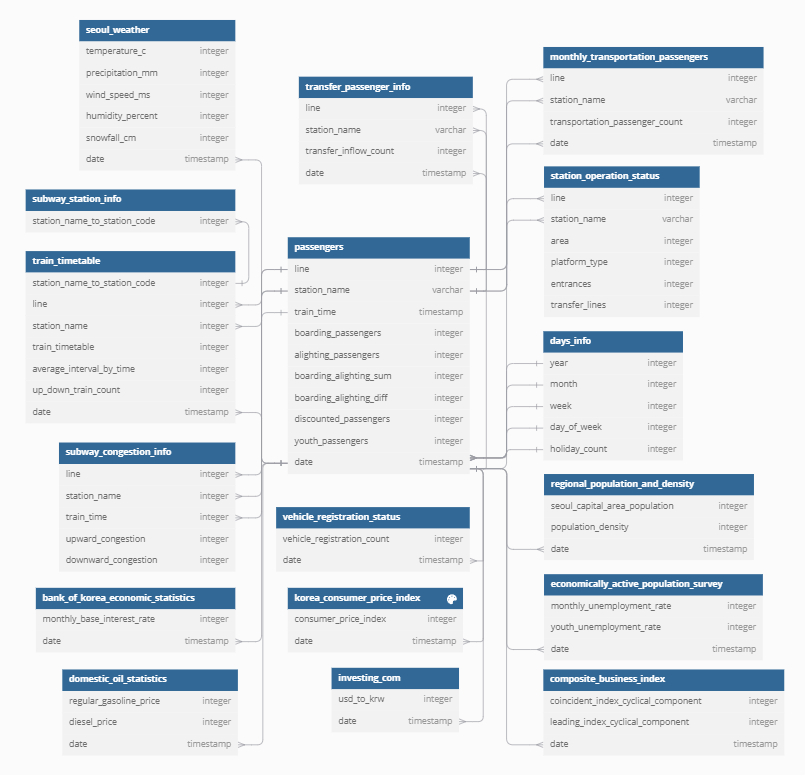 seoul_weather
temperature_c integer
precipitation_mm integer
wind_speed_ms integer
humidity_percent integer
snowfall_cm integer
date timestamp
subway_station_info
station_name_to_station_code integer
train_timetable
station_name_to_station_code integer
line integer
station_name integer
train_timetable integer
average_interval_by_time integer
up_down_train_count integer
date timestamp
subway_congestion_info
line integer
station_name integer
train_time integer
upward_congestion integer
downward_congestion integer
bank_of_korea_economic_statistics
monthly_base_interest_rate integer
date timestamp
domestic_oil_statistics
regular_gasoline_price integer
diesel_price integer
date timestamp
transfer_passenger_info
line integer
station_name varchar
transfer_inflow_count integer
date timestamp
passengers
line integer
station_name varchar
train_time timestamp
boarding_passengers integer
alighting_passengers integer
boarding_alighting_sum integer
boarding_alighting_diff integer
discounted_passengers integer
youth_passengers integer
date timestamp
vehicle_registration_status
vehicle_registration_count integer
date timestamp
korea_consumer_price_index
consumer_price_index integer
date timestamp
investing_com
usd_to_krw integer
date timestamp
monthly_transportation_passengers
line integer
station_name varchar
transportation_passenger_count integer
date timestamp
station_operation_status
line integer
station_name varchar
area integer
platform_type integer
entrances integer
transfer_lines integer
days_info
year integer
month integer
week integer
day_of_week integer
holiday_count integer
regional_population_and_density
seoul_capital_area_population integer
population_density integer
date timestamp
economically_active_population_survey
monthly_unemployment_rate integer
youth_unemployment_rate integer
date timestamp
composite_business_index
coincident_index_cyclical_component integer
leading_index_cyclical_component integer
date timestamp